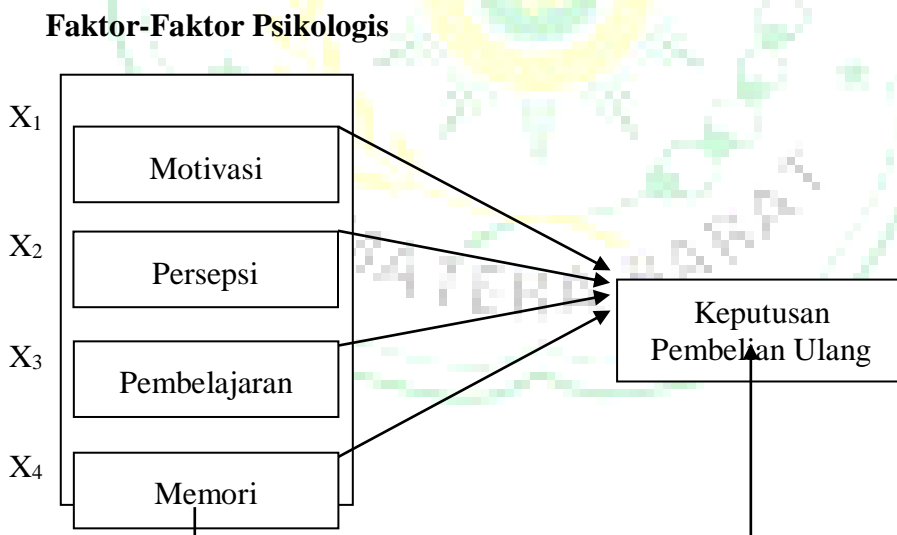 Faktor-Faktor Psikologis
X1
Motivasi
X2
Persepsi
X3
Pembelajaran
X4
Memori
Keputusan
Pembelian Ulang